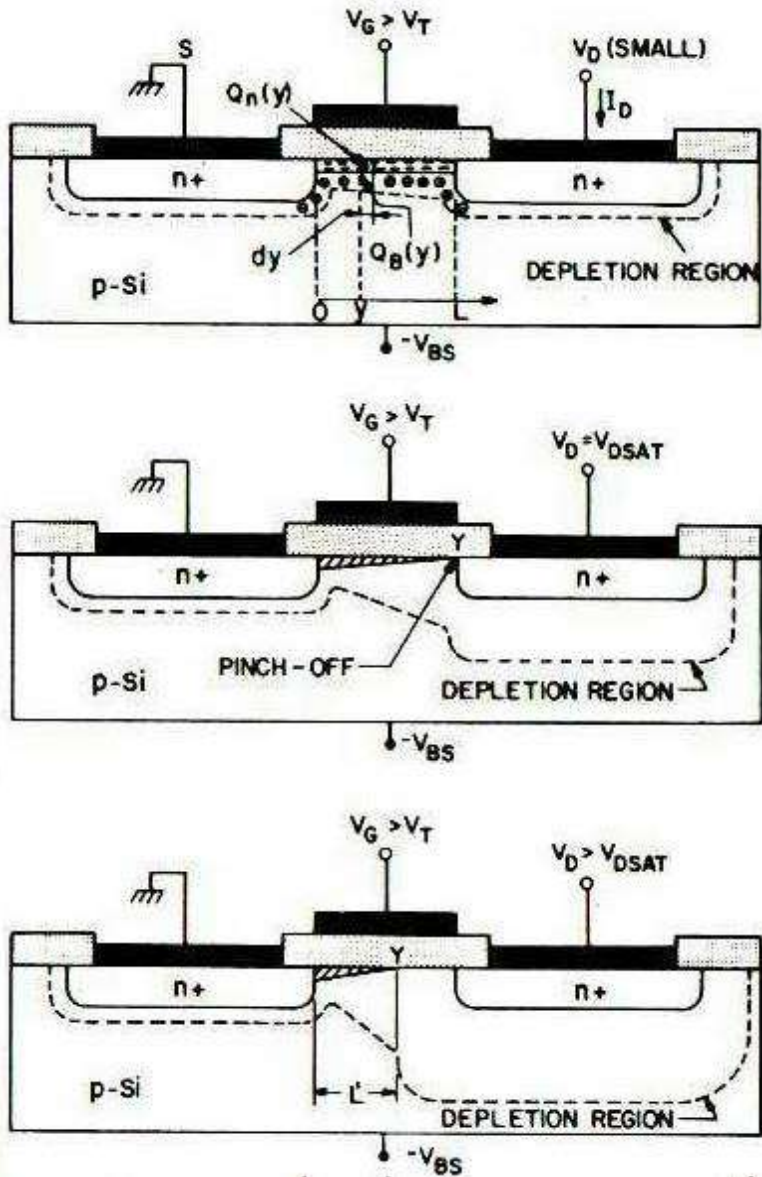 V_G > V_T
S
V_D (SMALL)
Q_n(y)
I_D
n+
n+
dy
Q_B(y)
DEPLETION REGION
p-Si
O y L
-V_BS
V_G > V_T
V_D = V_DSAT
Y
n+
n+
PINCH-OFF
p-Si
DEPLETION REGION
-V_BS
V_G > V_T
V_D > V_DSAT
Y
n+
n+
p-Si
L'
DEPLETION REGION
-V_BS